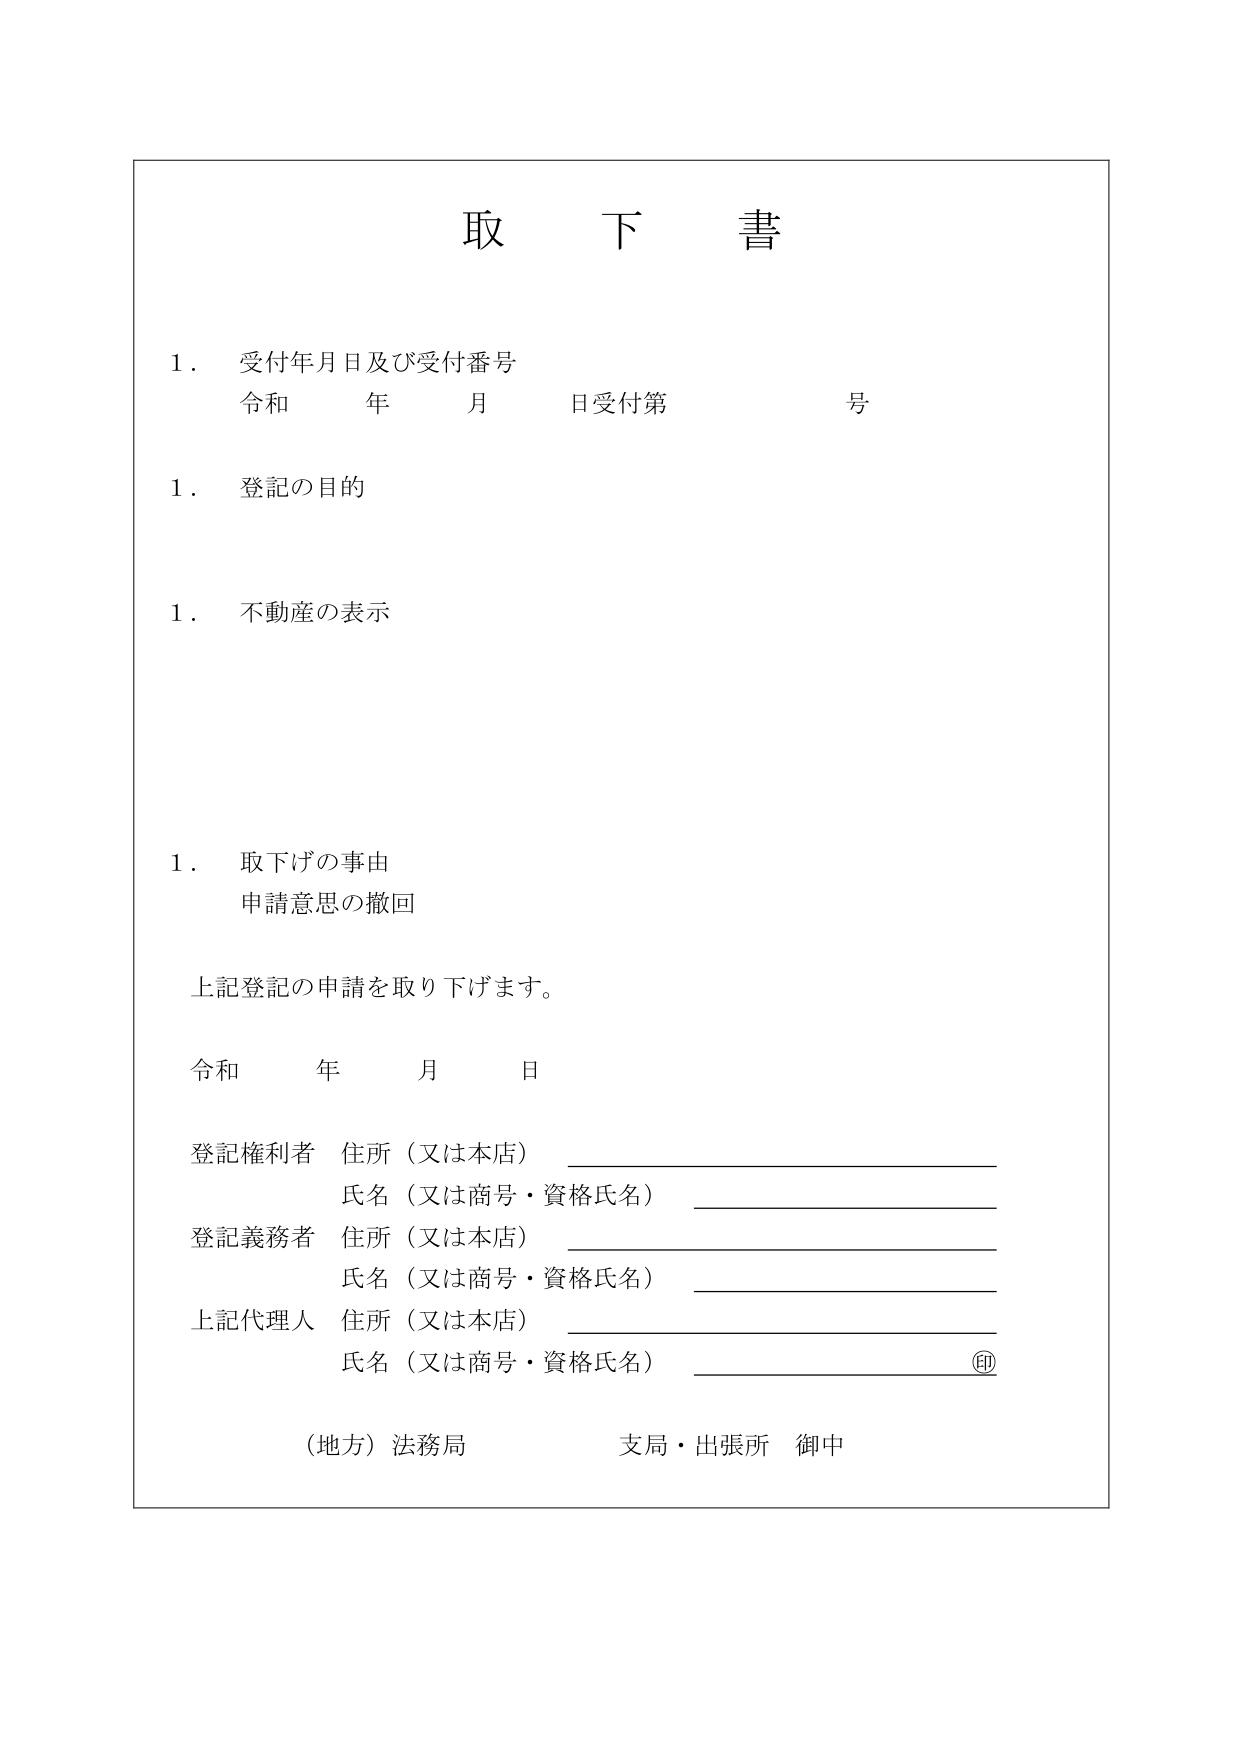 取　下　書
１．　受付年月日及び受付番号
令和　　　年　　　月　　　日受付第　　　　　　　号
１．　登記の目的
１．　不動産の表示
１．　取下げの事由
申請意思の撤回
上記登記の申請を取り下げます。
令和　　　年　　　月　　　日
登記権利者　住所（又は本店）
氏名（又は商号・資格氏名）
登記義務者　住所（又は本店）
氏名（又は商号・資格氏名）
上記代理人　住所（又は本店）
氏名（又は商号・資格氏名）　　　　　　　　　　　　㊞
（地方）法務局　　　　　　支局・出張所　御中